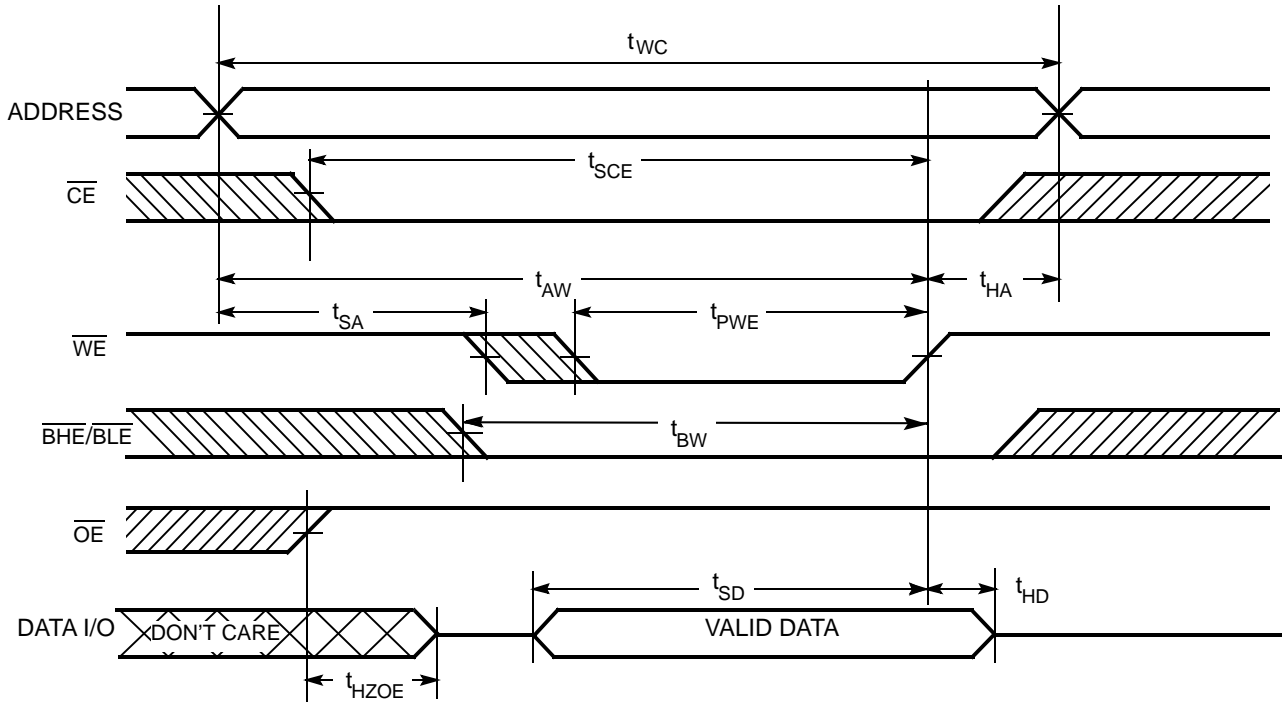 tWC
ADDRESS
tSCE
CE
tAW
tHA
tSA
tPWE
WE
BHE/BLE
tBW
OE
tSD
tHD
DATA I/O
DON'T CARE
VALID DATA
tHZOE